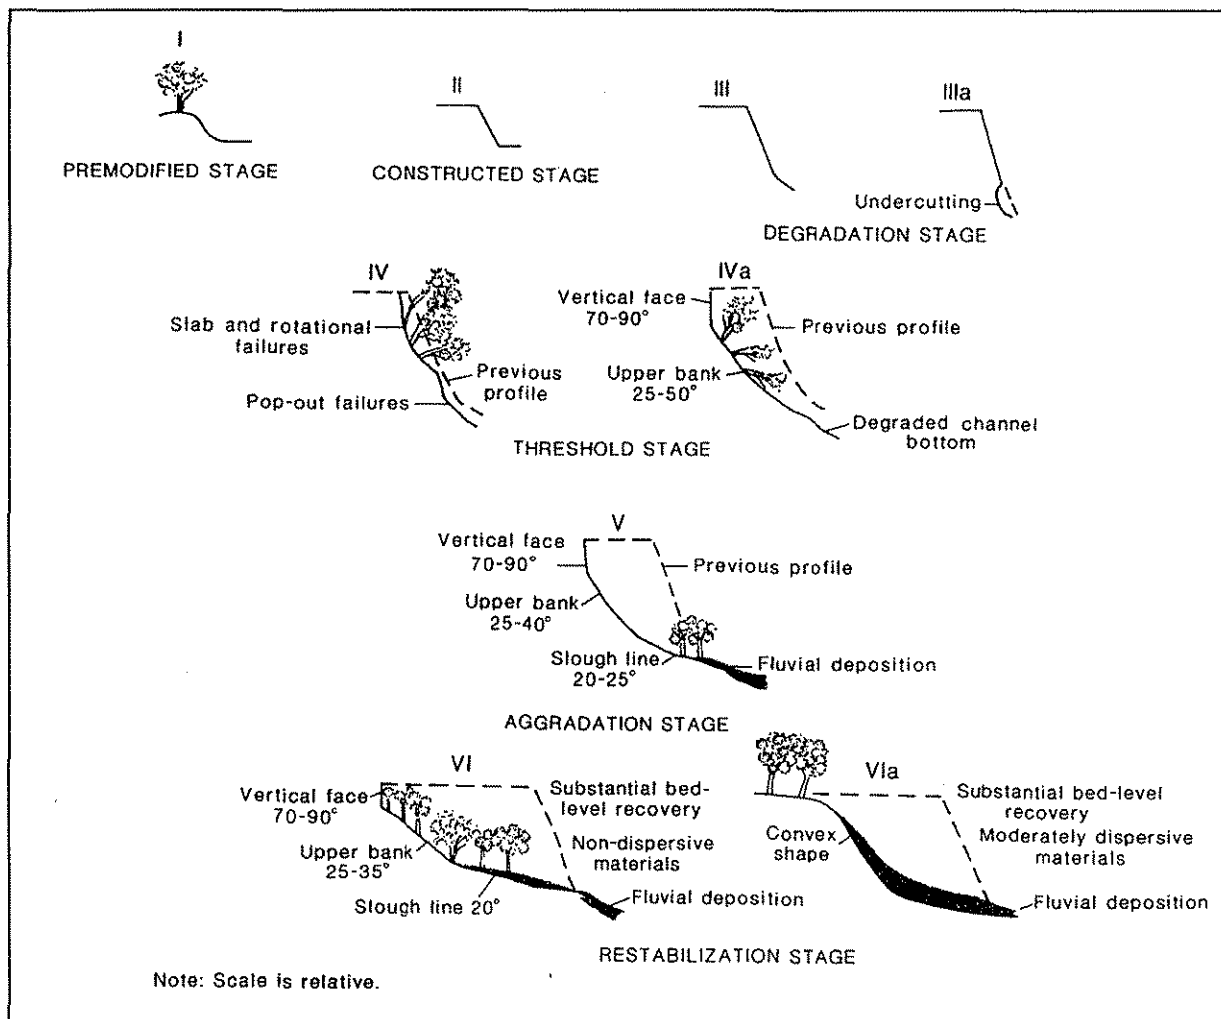 I
II
III
IIIa
PREMODIFIED STAGE
CONSTRUCTED STAGE
Undercutting
DEGRADATION STAGE
IV
Slab and rotational
failures
Previous
profile
Pop-out failures
IVa
Vertical face
70-90°
Previous profile
Upper bank
25-50°
Degraded channel
bottom
THRESHOLD STAGE
V
Vertical face
70-90°
Previous profile
Upper bank
25-40°
Slough line
20-25°
Fluvial deposition
AGGRADATION STAGE
VI
Vertical face
70-90°
Substantial bed-
level recovery
Upper bank
25-35°
Non-dispersive
materials
Slough line 20°
Fluvial deposition
VIa
Substantial bed-level
recovery
Convex
shape
Moderately dispersive
materials
Fluvial deposition
RESTABILIZATION STAGE
Note: Scale is relative.